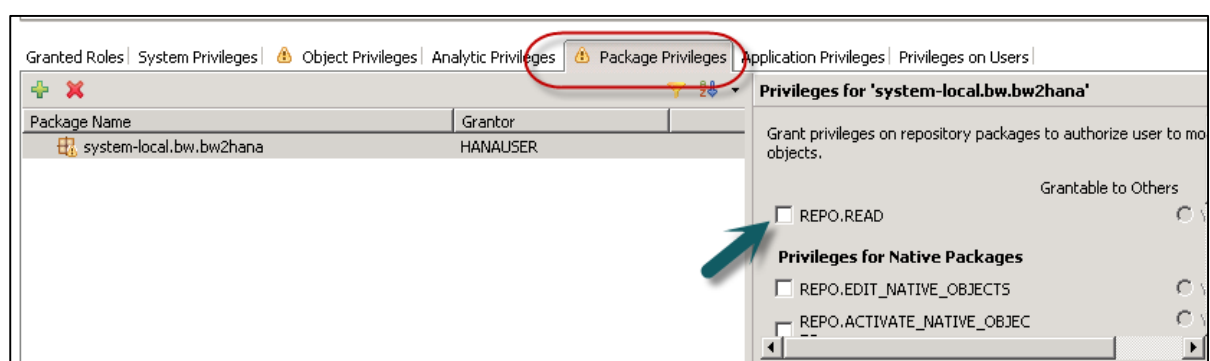 Granted Roles System Privileges Object Privileges Analytic Privileges Package Privileges Application Privileges Privileges on Users
Privileges for 'system-local.bw.bw2hana'
Package Name Grantor
system-local.bw.bw2hana HANAUSER
Grant privileges on repository packages to authorize user to mo
objects.
Grantable to Others
REPO.READ
Privileges for Native Packages
REPO.EDIT_NATIVE_OBJECTS
REPO.ACTIVATE_NATIVE_OBJEC